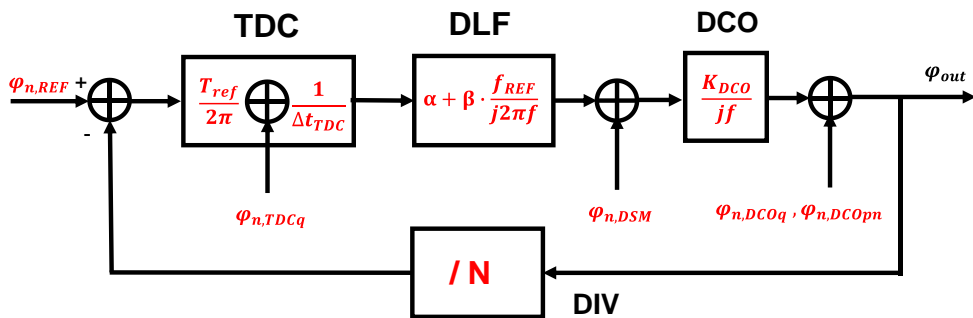 TDC
DLF
DCO
φn,REF
+
-
Tref
2π
1
ΔtTDC
α + β · fREF
j2πf
KDCO
jf
φout
φn,TDCq
φn,DSM
φn,DCOq , φn,DCOpn
/ N
DIV